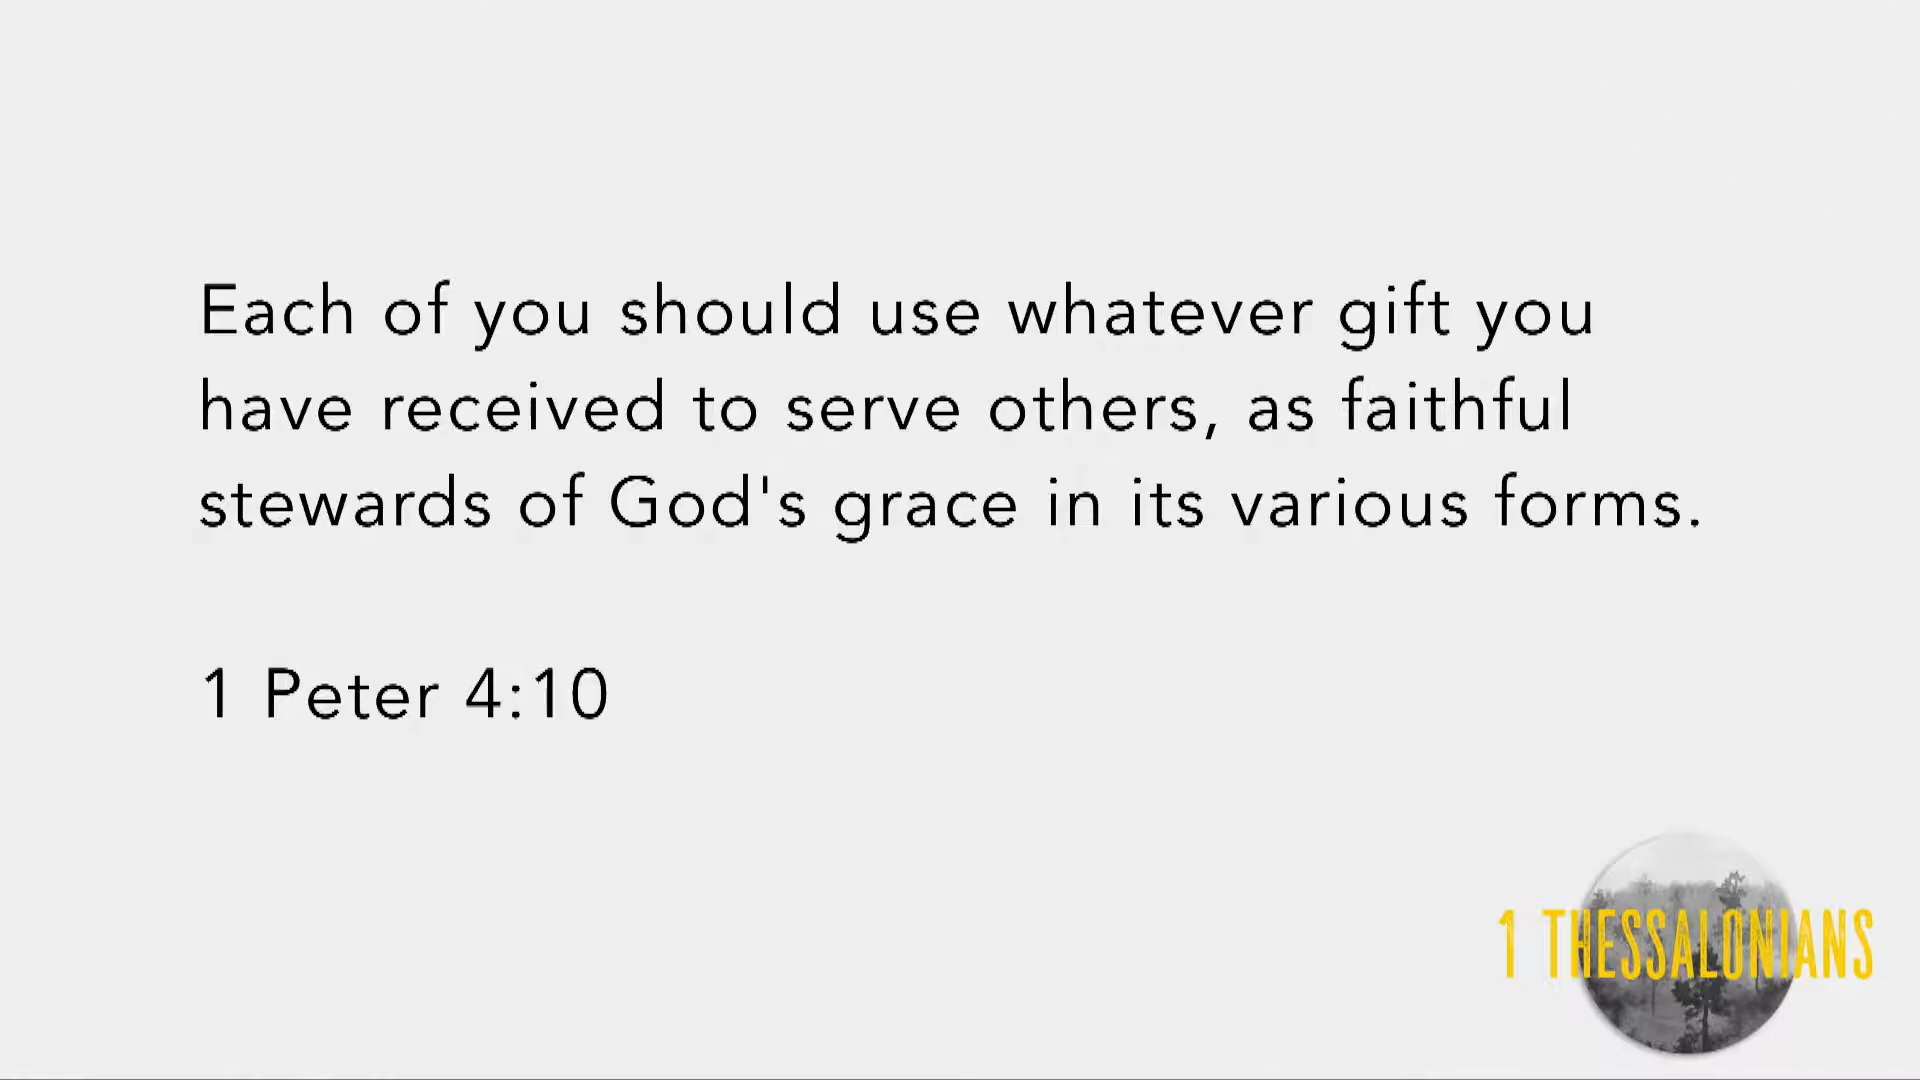 Each of you should use whatever gift you
have received to serve others, as faithful
stewards of God's grace in its various forms.
1 Peter 4:10
1 THESSALONIANS